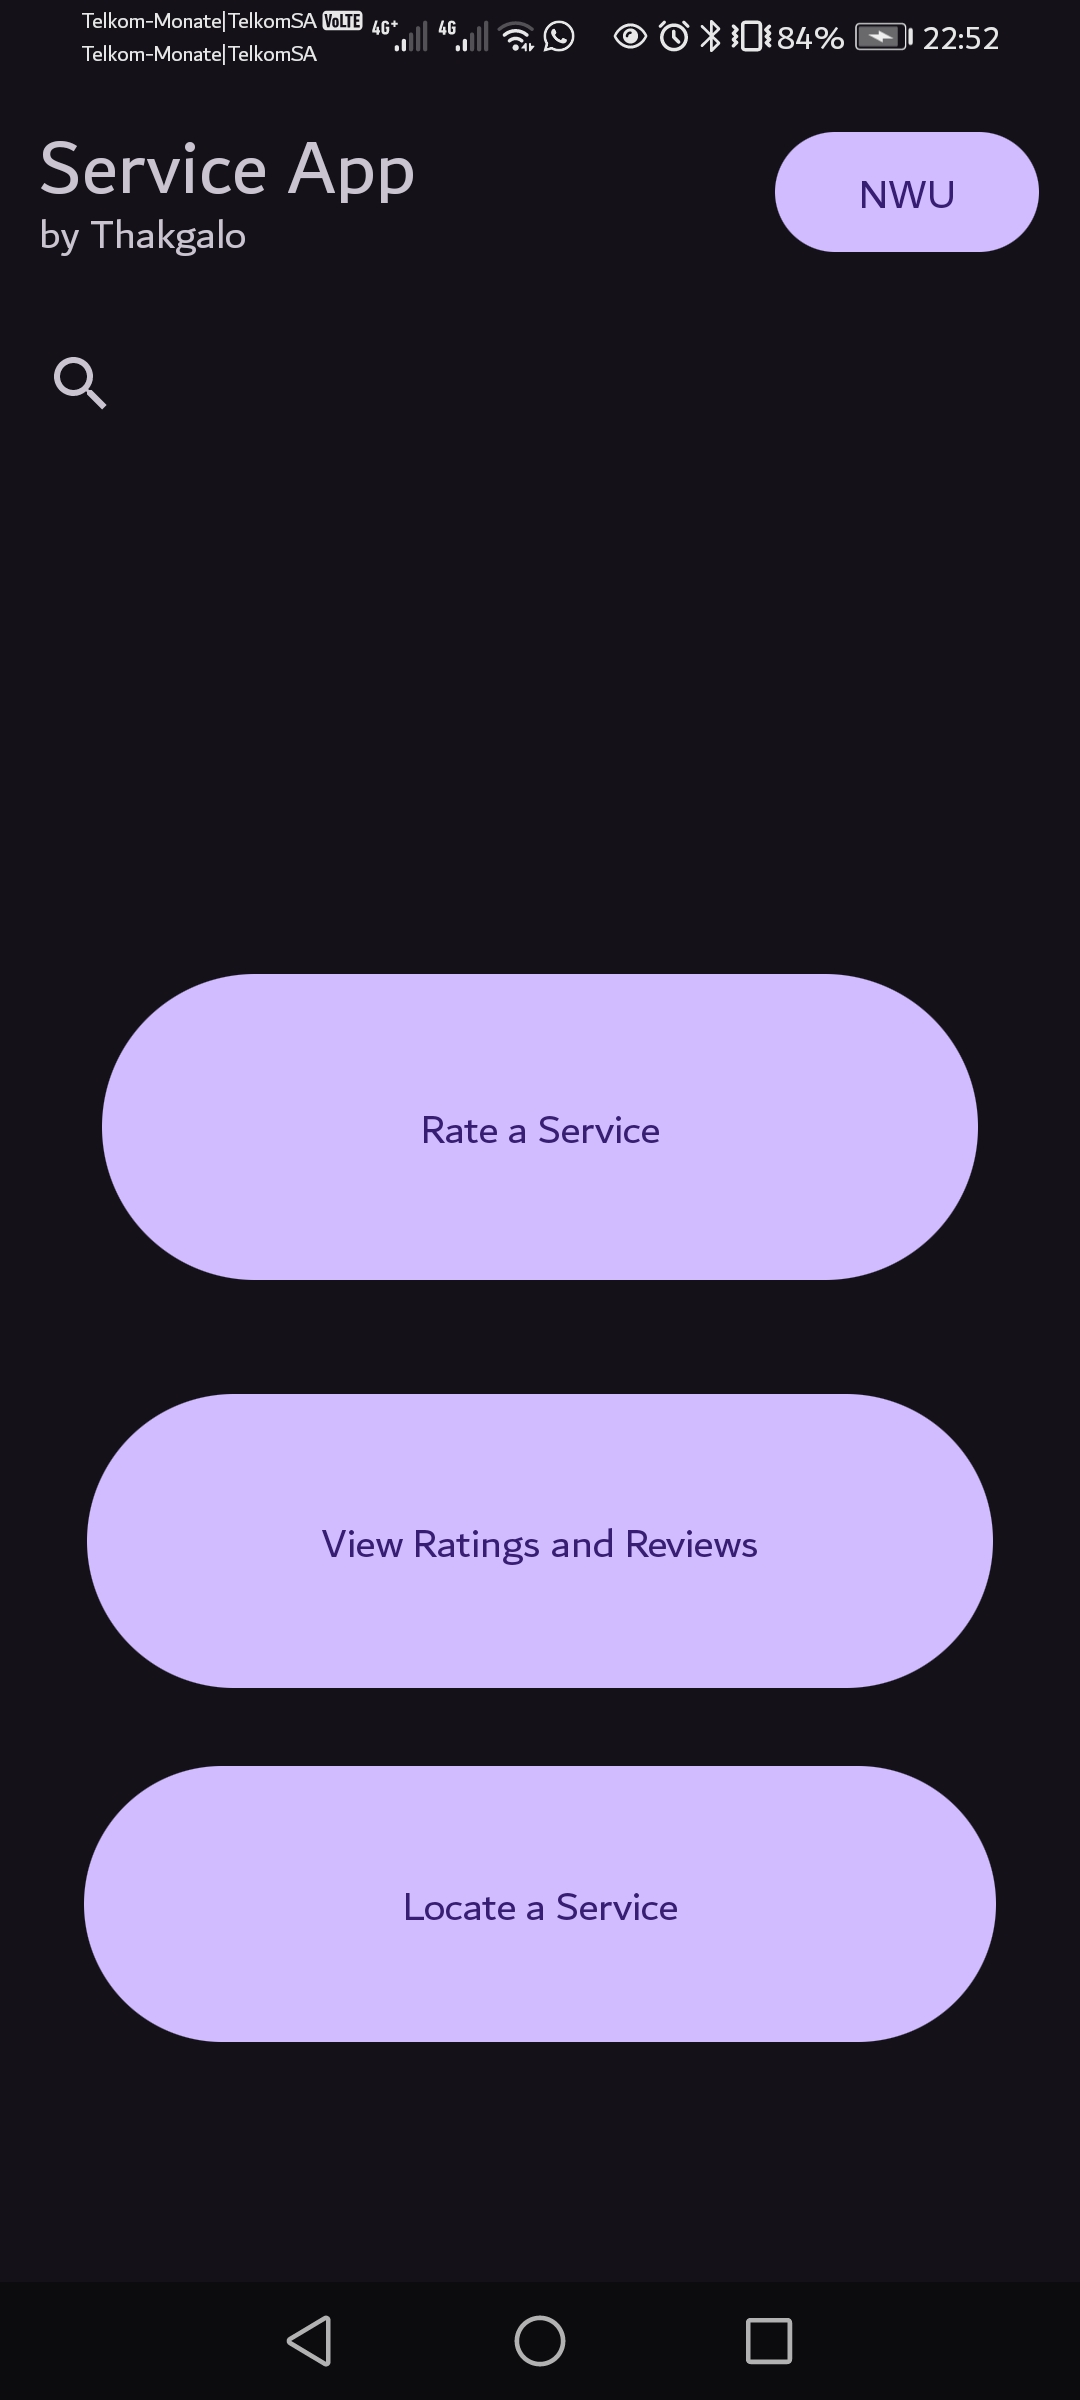 Telkom-Monate|TelkomSA VoLTE 4G+ 4G 84% 22:52
Telkom-Monate|TelkomSA
Service App
by Thakgalo
NWU
Rate a Service
View Ratings and Reviews
Locate a Service